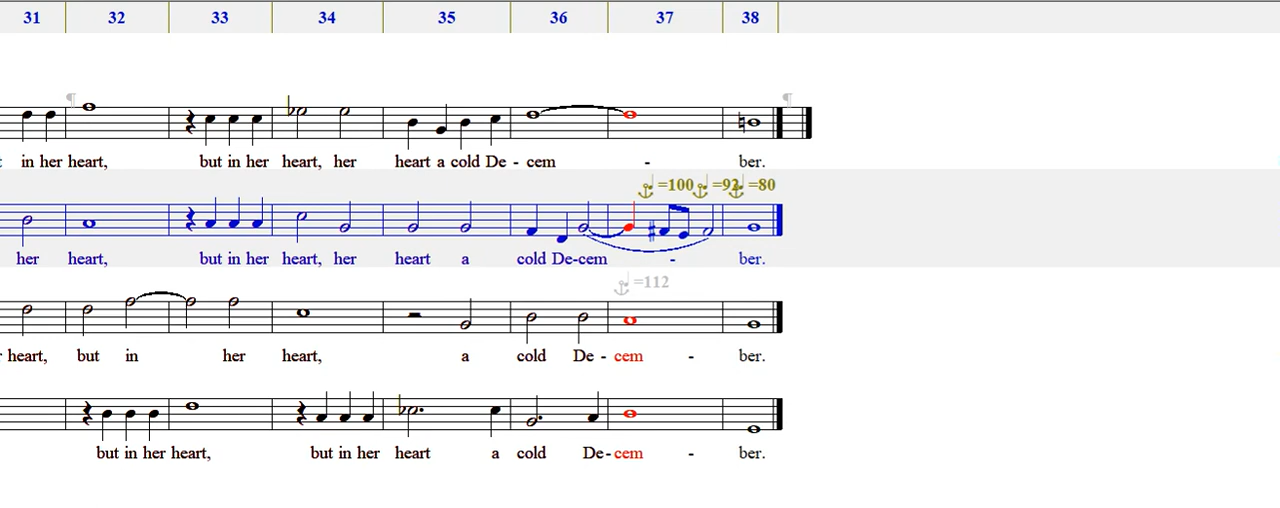 31 32 33 34 35 36 37 38
in her heart, but in her heart, her heart a cold De - cem - ber.
=100 =92 =80
her heart, but in her heart, her heart a cold De-cem - ber.
=112
heart, but in her heart, a cold De - cem - ber.
but in her heart, but in her heart a cold De - cem - ber.